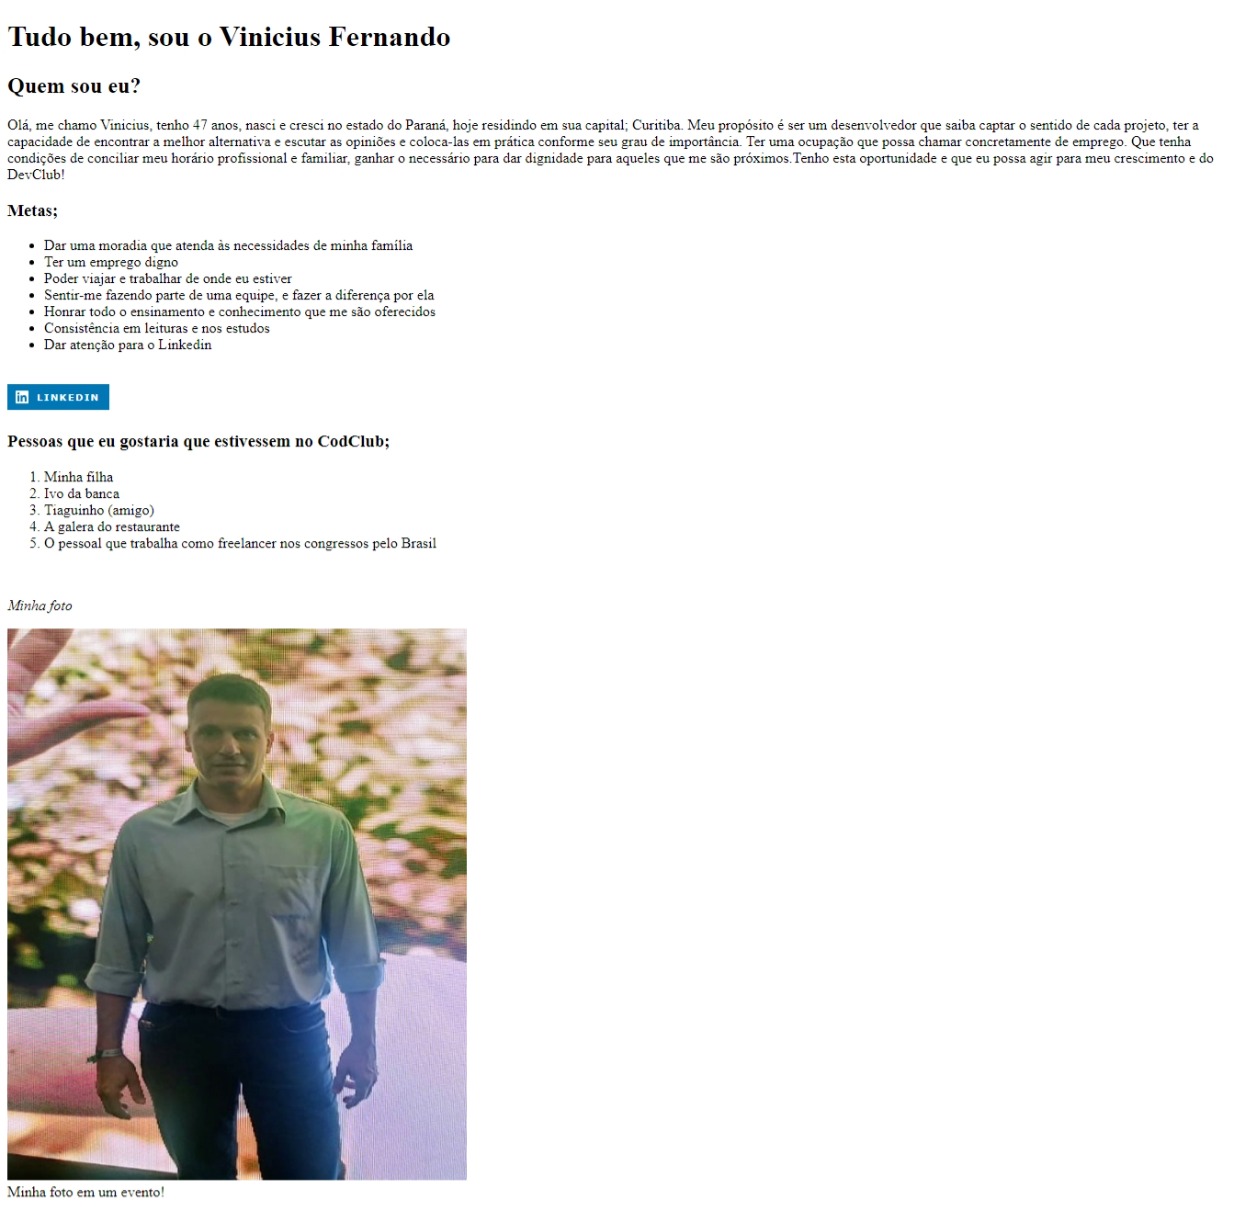 Tudo bem, sou o Vinicius Fernando
Quem sou eu?
Olá, me chamo Vinicius, tenho 47 anos, nasci e cresci no estado do Paraná, hoje residindo em sua capital; Curitiba. Meu propósito é ser um desenvolvedor que saiba captar o sentido de cada projeto, ter a
capacidade de encontrar a melhor alternativa e escutar as opiniões e coloca-las em prática conforme seu grau de importância. Ter uma ocupação que possa chamar concretamente de emprego. Que tenha
condições de conciliar meu horário profissional e familiar, ganhar o necessário para dar dignidade para aqueles que me são próximos.Tenho esta oportunidade e que eu possa agir para meu crescimento e do
DevClub!
Metas;
• Dar uma moradia que atenda às necessidades de minha família
• Ter um emprego digno
• Poder viajar e trabalhar de onde eu estiver
• Sentir-me fazendo parte de uma equipe, e fazer a diferença por ela
• Honrar todo o ensinamento e conhecimento que me são oferecidos
• Consistência em leituras e nos estudos
• Dar atenção para o Linkedin
in LINKEDIN
Pessoas que eu gostaria que estivessem no CodClub;
1. Minha filha
2. Ivo da banca
3. Tiaguinho (amigo)
4. A galera do restaurante
5. O pessoal que trabalha como freelancer nos congressos pelo Brasil
Minha foto
Minha foto em um evento!